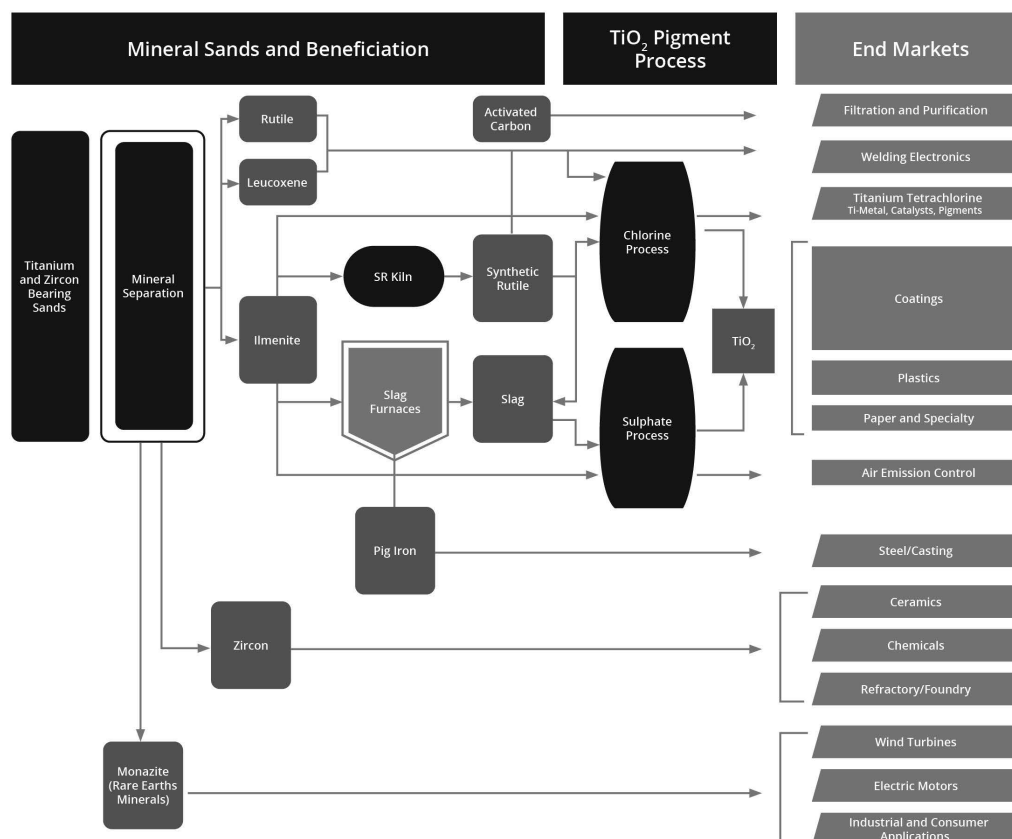 Mineral Sands and Beneficiation
TiO2 Pigment
Process
End Markets
Titanium
and Zircon
Bearing
Sands
Mineral
Separation
Rutile
Leucoxene
Ilmenite
SR Kiln
Slag
Furnaces
Pig Iron
Activated
Carbon
Synthetic
Rutile
Slag
Chlorine
Process
Sulphate
Process
TiO2
Zircon
Monazite
(Rare Earths
Minerals)
Filtration and Purification
Welding Electronics
Titanium Tetrachlorine
Ti-Metal, Catalysts, Pigments
Coatings
Plastics
Paper and Specialty
Air Emission Control
Steel/Casting
Ceramics
Chemicals
Refractory/Foundry
Wind Turbines
Electric Motors
Industrial and Consumer
Applications